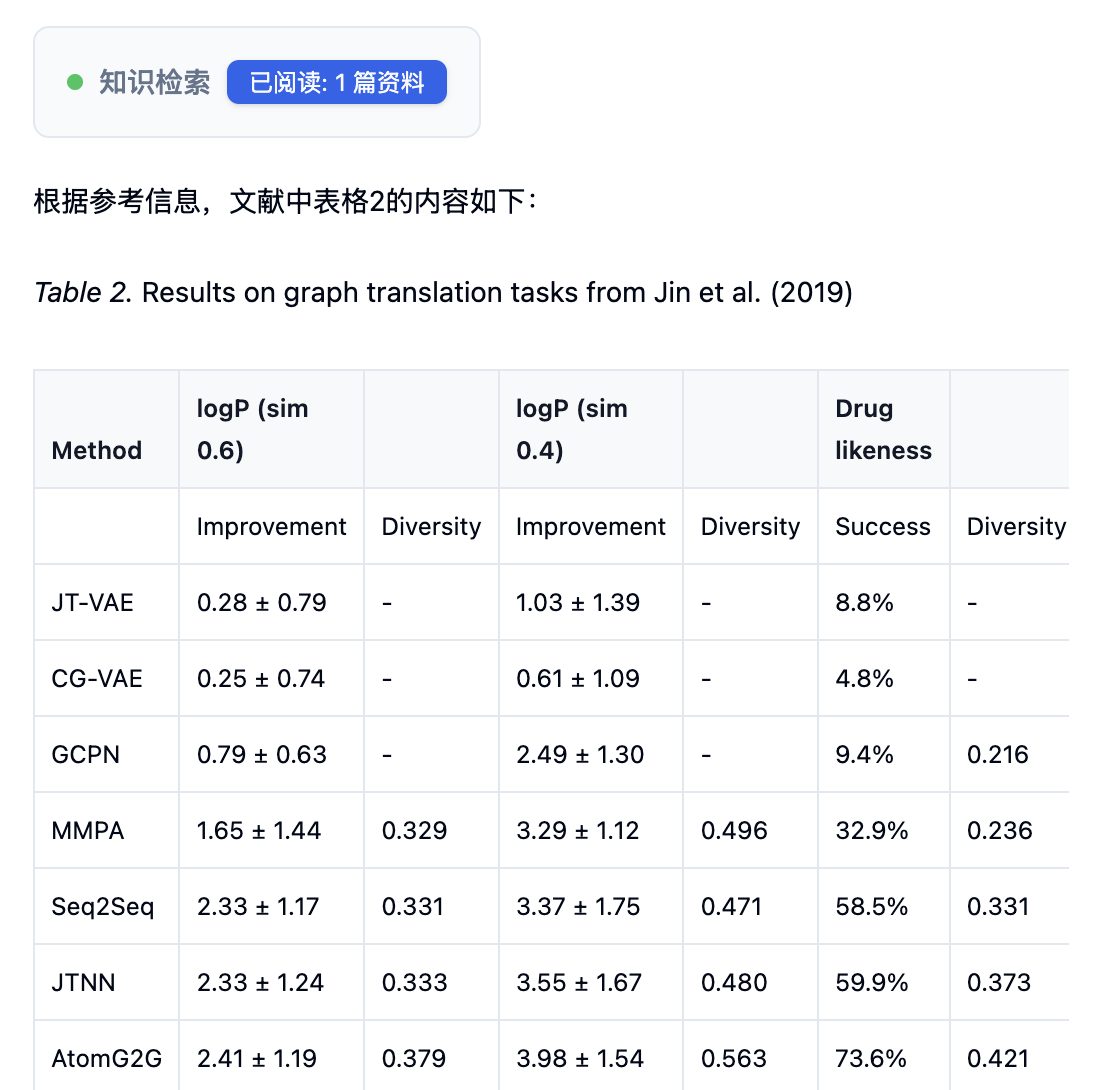 知识检索 已阅读: 1 篇资料
根据参考信息，文献中表格2的内容如下：
Table 2. Results on graph translation tasks from Jin et al. (2019)
Method | logP (sim 0.6) | | logP (sim 0.4) | | Drug likeness |
| Improvement | Diversity | Improvement | Diversity | Success | Diversity
JT-VAE | 0.28 ± 0.79 | - | 1.03 ± 1.39 | - | 8.8% | -
CG-VAE | 0.25 ± 0.74 | - | 0.61 ± 1.09 | - | 4.8% | -
GCPN | 0.79 ± 0.63 | - | 2.49 ± 1.30 | - | 9.4% | 0.216
MMPA | 1.65 ± 1.44 | 0.329 | 3.29 ± 1.12 | 0.496 | 32.9% | 0.236
Seq2Seq | 2.33 ± 1.17 | 0.331 | 3.37 ± 1.75 | 0.471 | 58.5% | 0.331
JTNN | 2.33 ± 1.24 | 0.333 | 3.55 ± 1.67 | 0.480 | 59.9% | 0.373
AtomG2G | 2.41 ± 1.19 | 0.379 | 3.98 ± 1.54 | 0.563 | 73.6% | 0.421